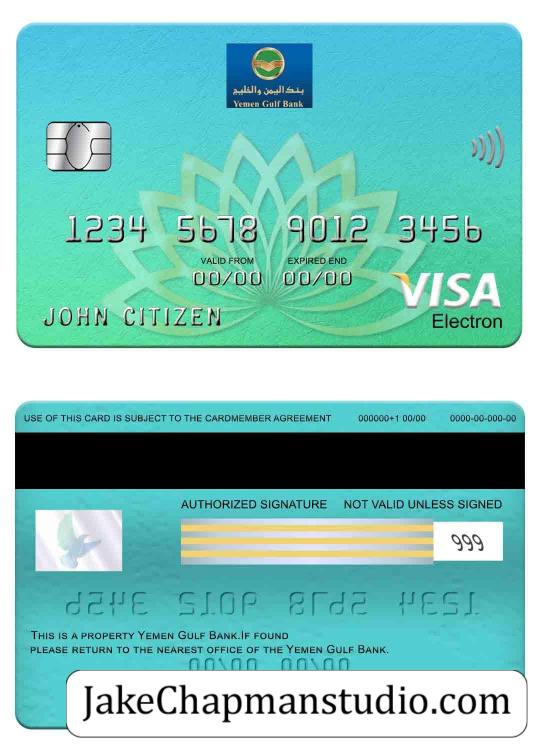 بنك اليمن والخليج
Yemen Gulf Bank
1234 5678 9012 3456
VALID FROM EXPIRED END
00/00 00/00
JOHN CITIZEN
VISA
Electron
USE OF THIS CARD IS SUBJECT TO THE CARDMEMBER AGREEMENT 000000+1 00/00 0000-00-000-00
AUTHORIZED SIGNATURE NOT VALID UNLESS SIGNED
999
THIS IS A PROPERTY YEMEN GULF BANK.IF FOUND
PLEASE RETURN TO THE NEAREST OFFICE OF THE YEMEN GULF BANK.
JakeChapmanstudio.com